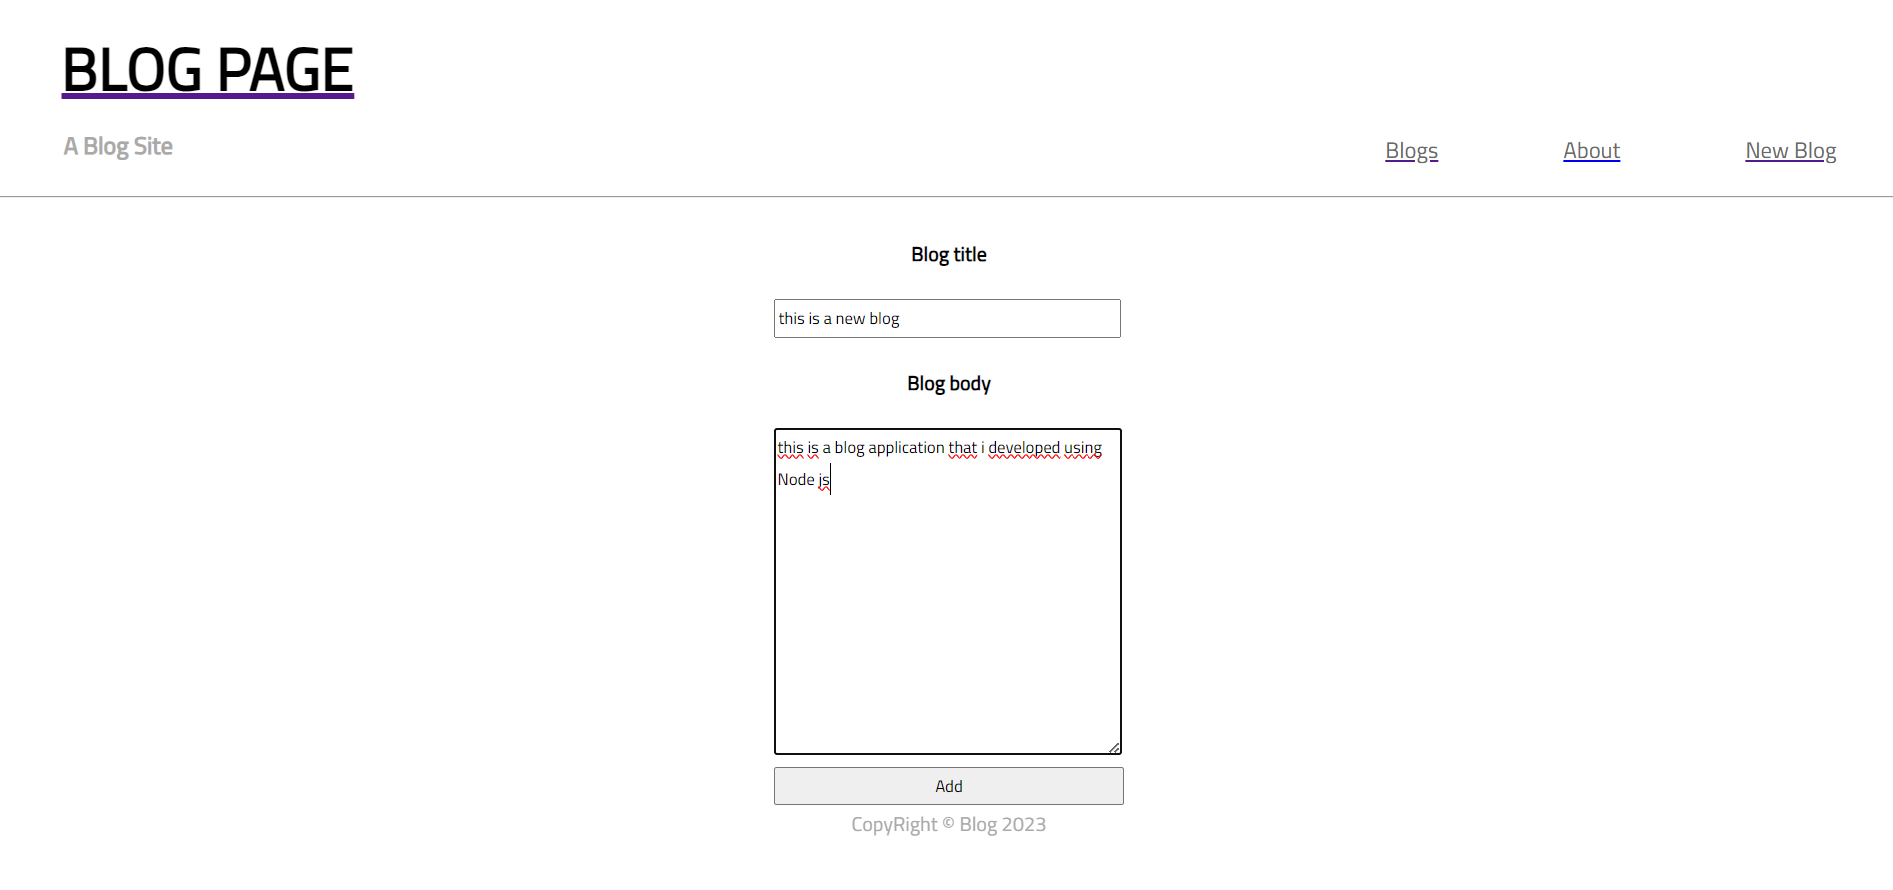 BLOG PAGE
A Blog Site
Blogs About New Blog
Blog title
this is a new blog
Blog body
this is a blog application that i developed using
Node js
Add
CopyRight © Blog 2023